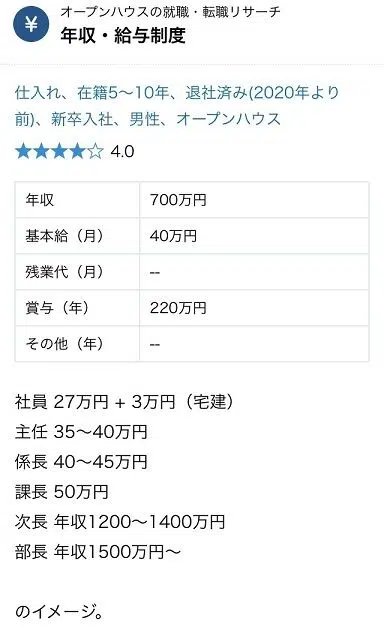 ¥
オープンハウスの就職・転職リサーチ
年収・給与制度
仕入れ、在籍5〜10年、退社済み(2020年より
前)、新卒入社、男性、オープンハウス
★★★★☆ 4.0
年収 700万円
基本給（月） 40万円
残業代（月） --
賞与（年） 220万円
その他（年） --
社員 27万円 + 3万円（宅建）
主任 35〜40万円
係長 40〜45万円
課長 50万円
次長 年収1200〜1400万円
部長 年収1500万円〜
のイメージ。